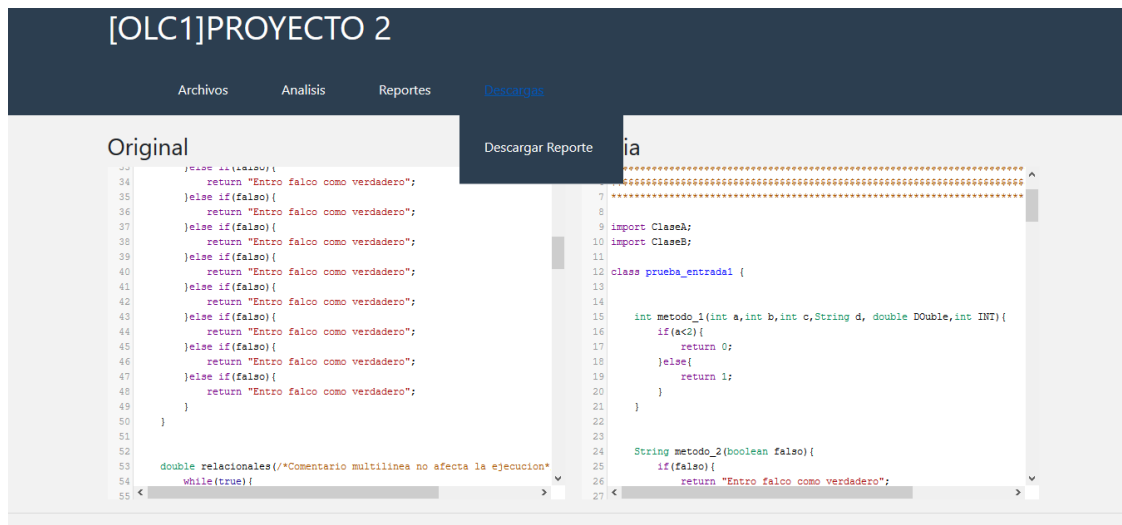 [OLC1]PROYECTO 2
Archivos Analisis Reportes Descargas
Descargar Reporte
Original
34 return "Entro falco como verdadero";
35 }else if(falso){
36 return "Entro falco como verdadero";
37 }else if(falso){
38 return "Entro falco como verdadero";
39 }else if(falso){
40 return "Entro falco como verdadero";
41 }else if(falso){
42 return "Entro falco como verdadero";
43 }else if(falso){
44 return "Entro falco como verdadero";
45 }else if(falso){
46 return "Entro falco como verdadero";
47 }else if(falso){
48 return "Entro falco como verdadero";
49 }
50 }
51
52
53 double relacionales(/*Comentario multilinea no afecta la ejecucion*
54 while(true){
55
ia
7
8
9 import ClaseA;
10 import ClaseB;
11
12 class prueba_entrada1 {
13
14
15 int metodo_1(int a,int b,int c,String d, double DOuble,int INT){
16 if(a<2){
17 return 0;
18 }else{
19 return 1;
20 }
21 }
22
23
24 String metodo_2(boolean falso){
25 if(falso){
26 return "Entro falco como verdadero";
27